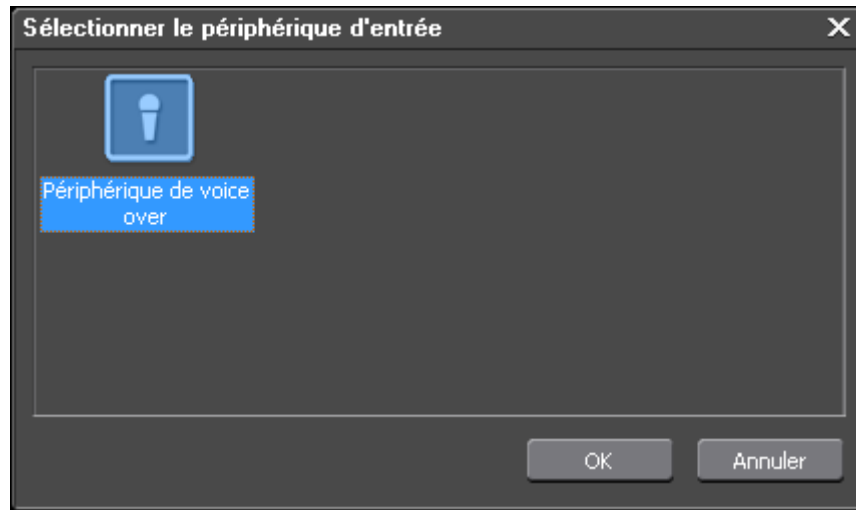 Sélectionner le périphérique d'entrée
Périphérique de voice
over
OK
Annuler